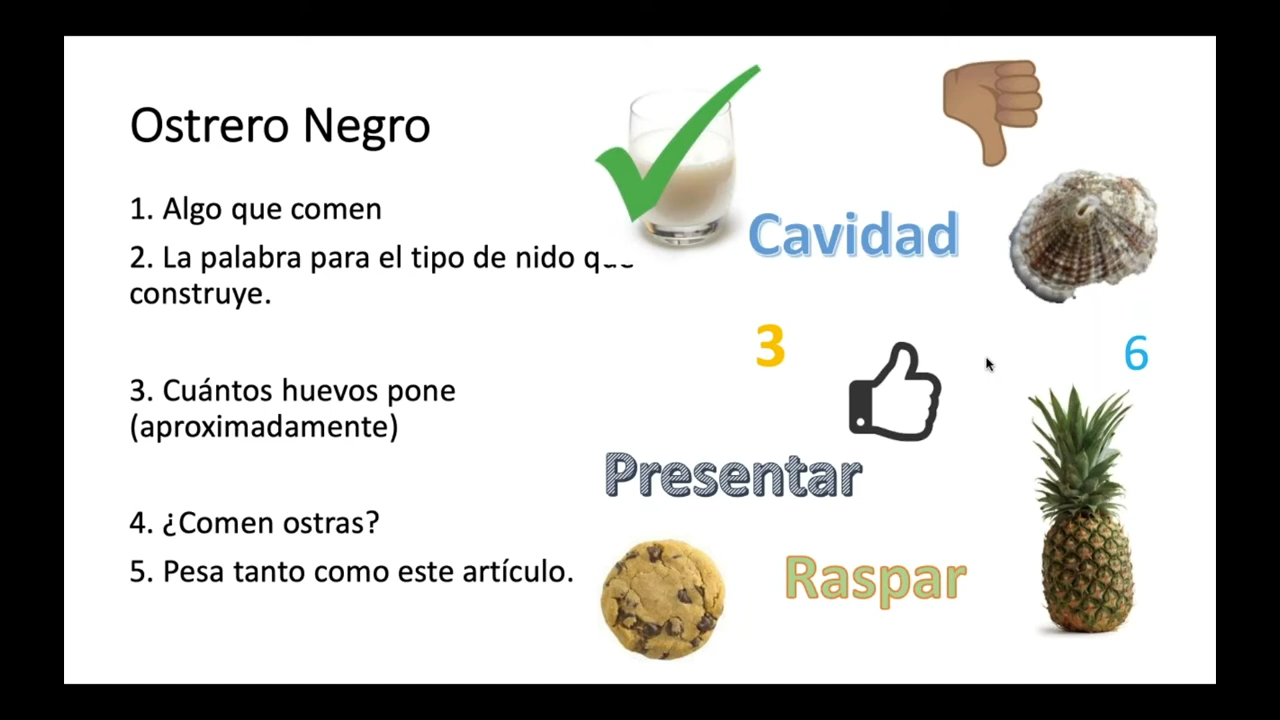 Ostrero Negro
1. Algo que comen
2. La palabra para el tipo de nido que
construye.
3. Cuántos huevos pone
(aproximadamente)
4. ¿Comen ostras?
5. Pesa tanto como este artículo.
Cavidad
3
6
Presentar
Raspar